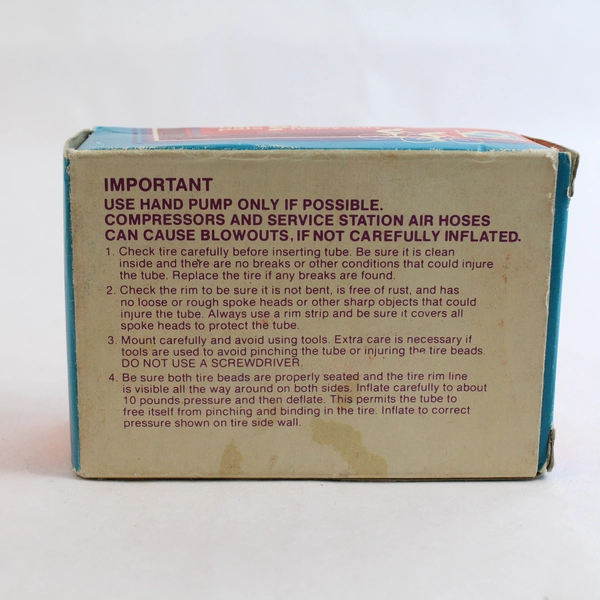 IMPORTANT
USE HAND PUMP ONLY IF POSSIBLE.
COMPRESSORS AND SERVICE STATION AIR HOSES
CAN CAUSE BLOWOUTS, IF NOT CAREFULLY INFLATED.
1. Check tire carefully before inserting tube. Be sure it is clean
inside and there are no breaks or other conditions that could injure
the tube. Replace the tire if any breaks are found.
2. Check the rim to be sure it is not bent, is free of rust, and has
no loose or rough spoke heads or other sharp objects that could
injure the tube. Always use a rim strip and be sure it covers all
spoke heads to protect the tube.
3. Mount carefully and avoid using tools. Extra care is necessary if
tools are used to avoid pinching the tube or injuring the tire beads.
DO NOT USE A SCREWDRIVER.
4. Be sure both tire beads are properly seated and the tire rim line
is visible all the way around on both sides. Inflate carefully to about
10 pounds pressure and then deflate. This permits the tube to
free itself from pinching and binding in the tire. Inflate to correct
pressure shown on tire side wall.